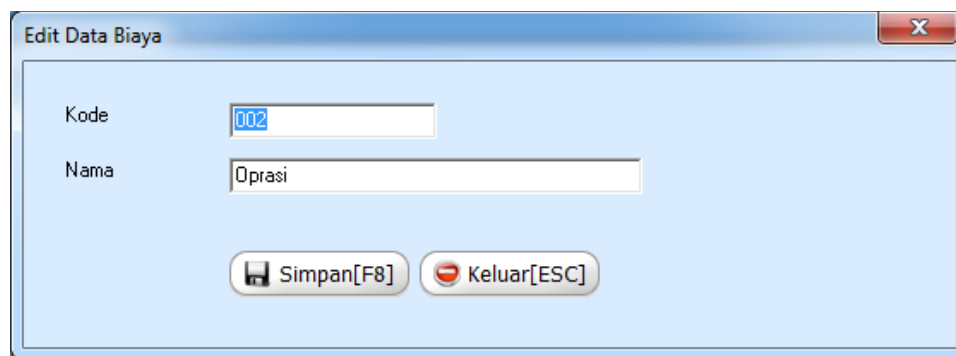 Edit Data Biaya
Kode 002
Nama Oprasi
Simpan[F8] Keluar[ESC]